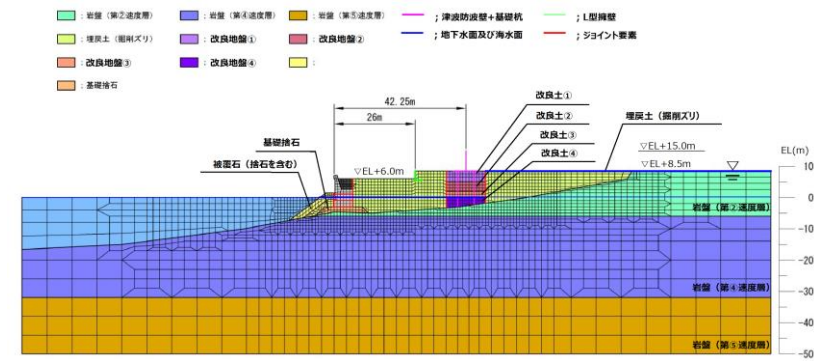 ：岩盤（第②速度層）
：岩盤（第④速度層）
：岩盤（第⑤速度層）
；津波防波壁+基礎杭
；L型擁壁
：埋戻土（掘削ズリ）
：改良地盤①
：改良地盤②
；地下水面及び海水面
；ジョイント要素
：改良地盤③
：改良地盤④
：
：基礎捨石
42.25m
26m
改良土①
改良土②
改良土③
改良土④
埋戻土（掘削ズリ）
基礎捨石
被覆石（捨石を含む）
▽EL+6.0m
▽EL+15.0m
▽EL+8.5m
EL(m)
10
0
-10
-20
-30
-40
-50
岩盤（第②速度層）
岩盤（第④速度層）
岩盤（第⑤速度層）